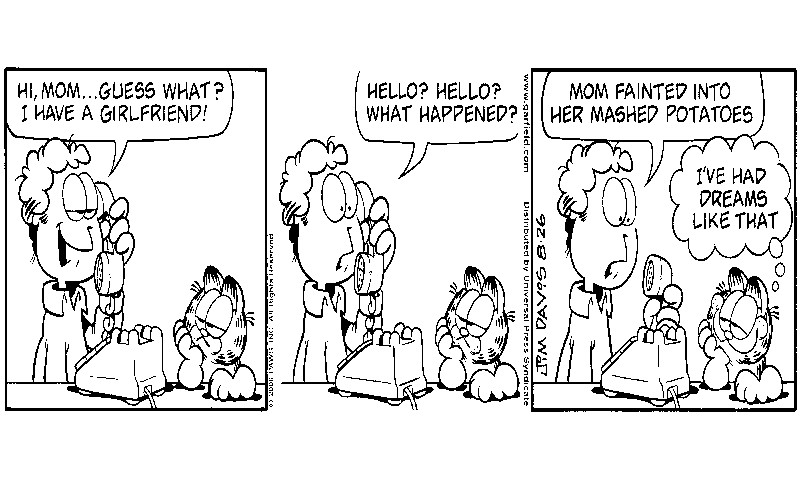 HI, MOM...GUESS WHAT?
I HAVE A GIRLFRIEND!
HELLO? HELLO?
WHAT HAPPENED?
MOM FAINTED INTO
HER MASHED POTATOES
I'VE HAD
DREAMS
LIKE THAT
www.garfield.com
Distributed by Universal Press Syndicate
JIM DAVIS 8·26